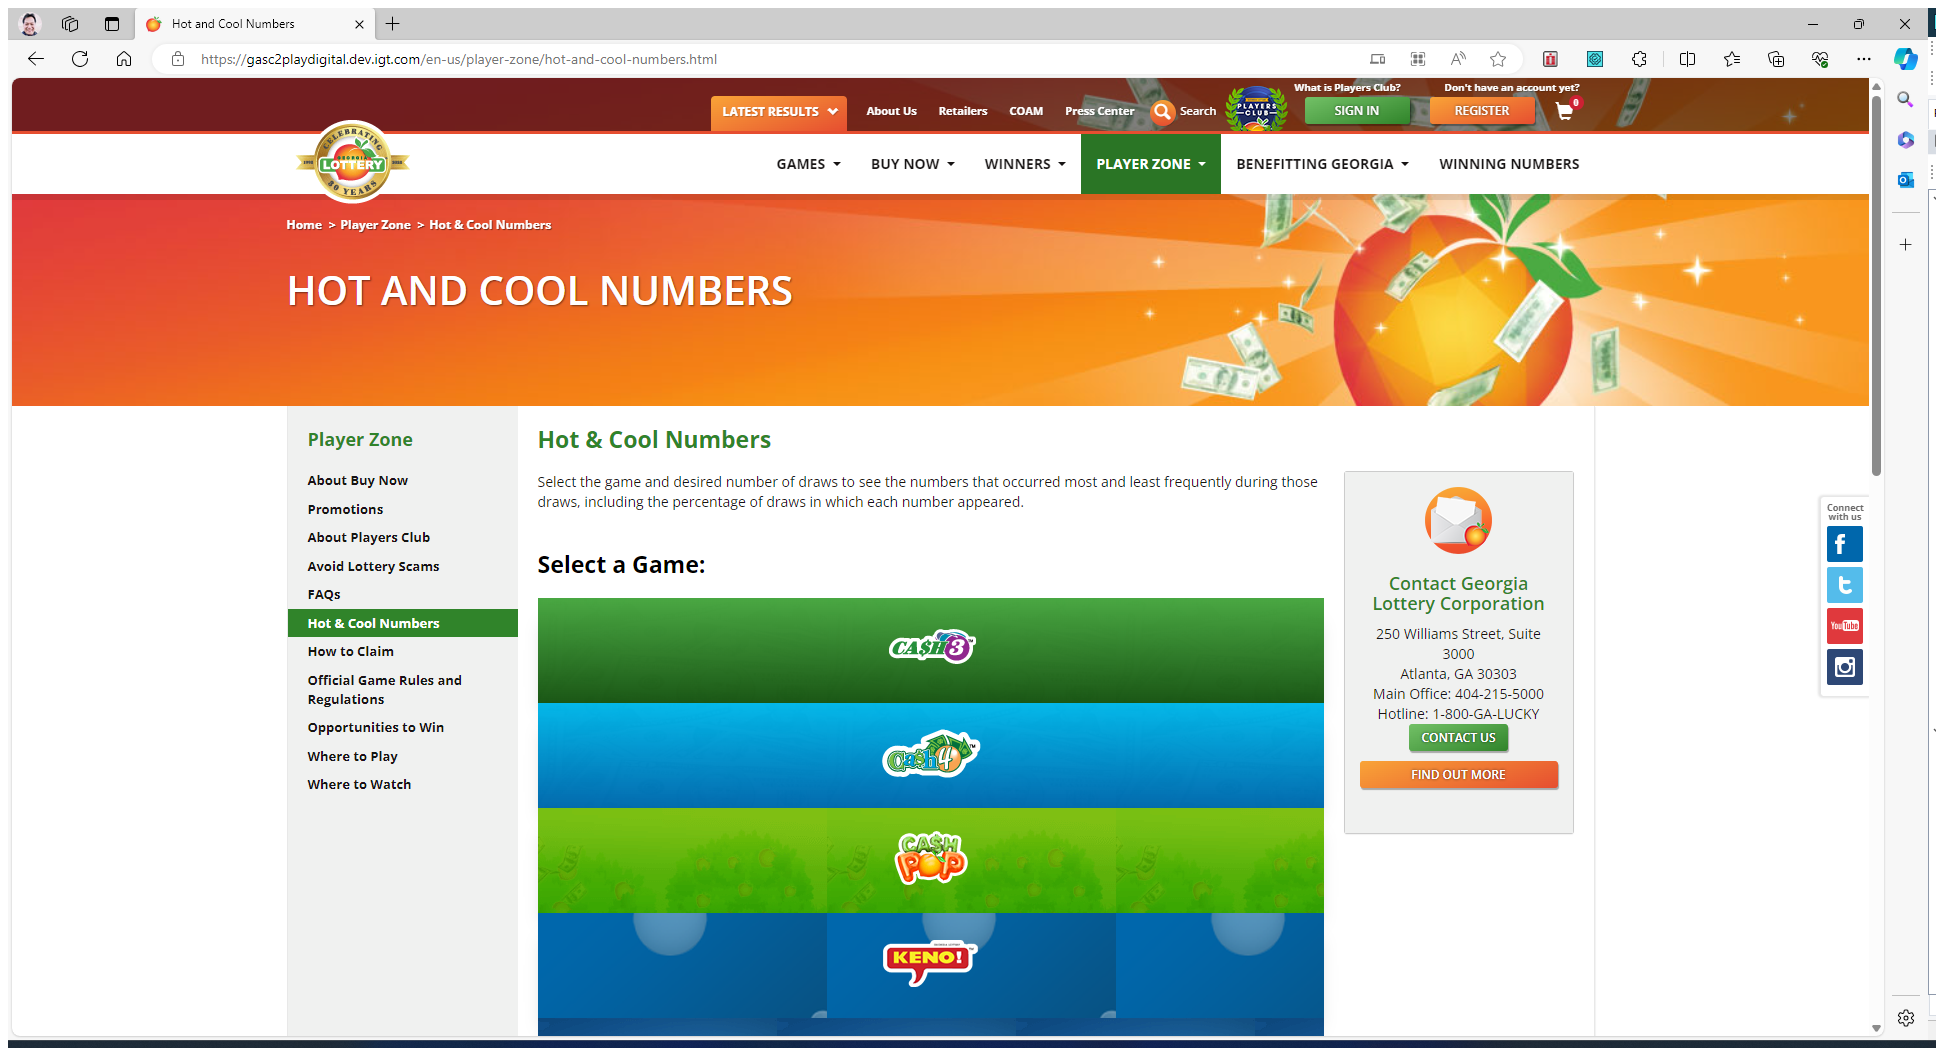 Hot and Cool Numbers
https://gasc2playdigital.dev.igt.com/en-us/player-zone/hot-and-cool-numbers.html
What is Players Club?
Don't have an account yet?
LATEST RESULTS
About Us
Retailers
COAM
Press Center
Search
PLAYERS
CLUB
SIGN IN
REGISTER
0
CELEBRATING
GEORGIA
LOTTERY
30 YEARS
GAMES
BUY NOW
WINNERS
PLAYER ZONE
BENEFITTING GEORGIA
WINNING NUMBERS
Home > Player Zone > Hot & Cool Numbers
HOT AND COOL NUMBERS
Player Zone
About Buy Now
Promotions
About Players Club
Avoid Lottery Scams
FAQs
Hot & Cool Numbers
How to Claim
Official Game Rules and
Regulations
Opportunities to Win
Where to Play
Where to Watch
Hot & Cool Numbers
Select the game and desired number of draws to see the numbers that occurred most and least frequently during those
draws, including the percentage of draws in which each number appeared.
Select a Game:
CA$H 3
Ca$h 4
CA$H
POP
KENO!
Contact Georgia
Lottery Corporation
250 Williams Street, Suite
3000
Atlanta, GA 30303
Main Office: 404-215-5000
Hotline: 1-800-GA-LUCKY
CONTACT US
FIND OUT MORE
Connect
with us
YouTube